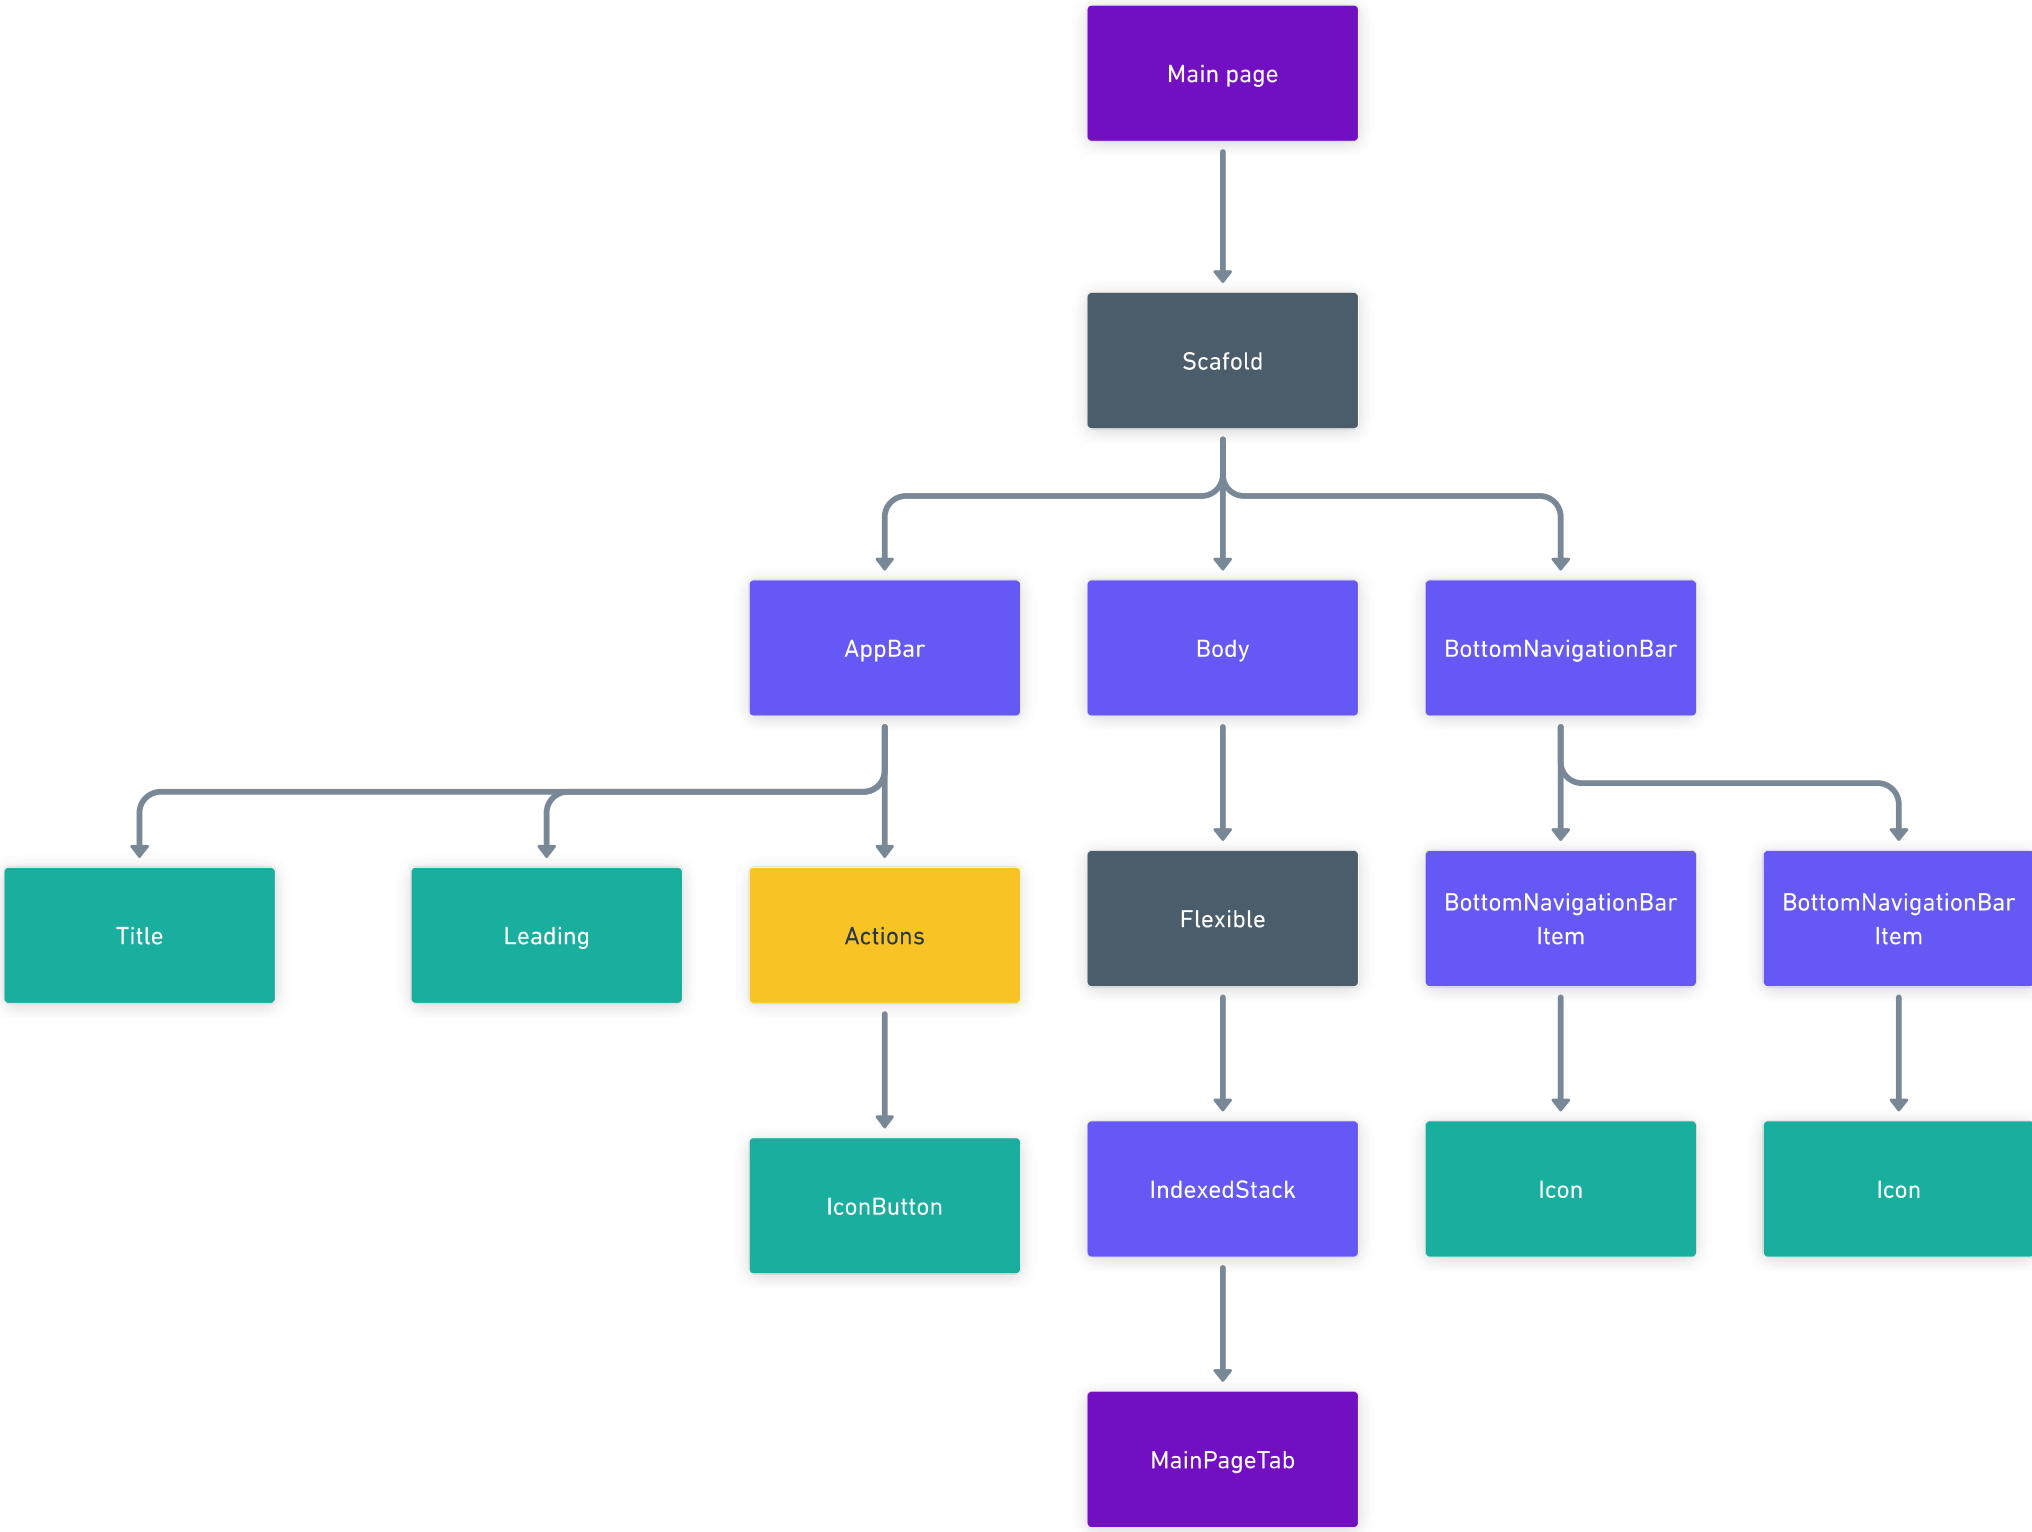 Main page
Scafold
AppBar
Body
BottomNavigationBar
Title
Leading
Actions
Flexible
BottomNavigationBar
Item
BottomNavigationBar
Item
IconButton
IndexedStack
Icon
Icon
MainPageTab